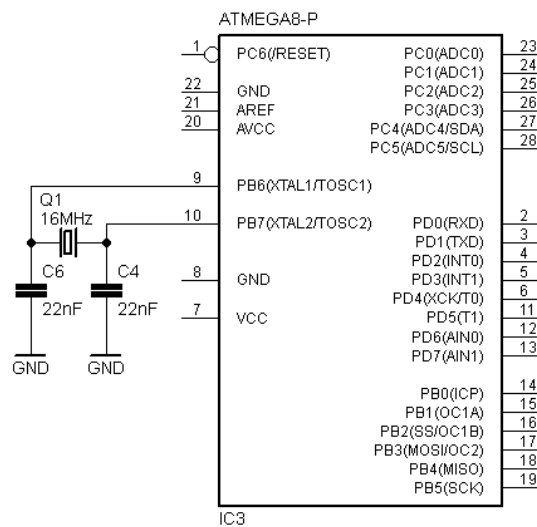 ATMEGA8-P
1 PC6(/RESET) PC0(ADC0) 23
PC1(ADC1) 24
22 GND PC2(ADC2) 25
21 AREF PC3(ADC3) 26
20 AVCC PC4(ADC4/SDA) 27
PC5(ADC5/SCL) 28
9 PB6(XTAL1/TOSC1)
Q1
16MHz
10 PB7(XTAL2/TOSC2) PD0(RXD) 2
PD1(TXD) 3
PD2(INT0) 4
C6 C4 8 GND PD3(INT1) 5
PD4(XCK/T0) 6
22nF 22nF 7 VCC PD5(T1) 11
PD6(AIN0) 12
PD7(AIN1) 13
GND GND
PB0(ICP) 14
PB1(OC1A) 15
PB2(SS/OC1B) 16
PB3(MOSI/OC2) 17
PB4(MISO) 18
PB5(SCK) 19
IC3